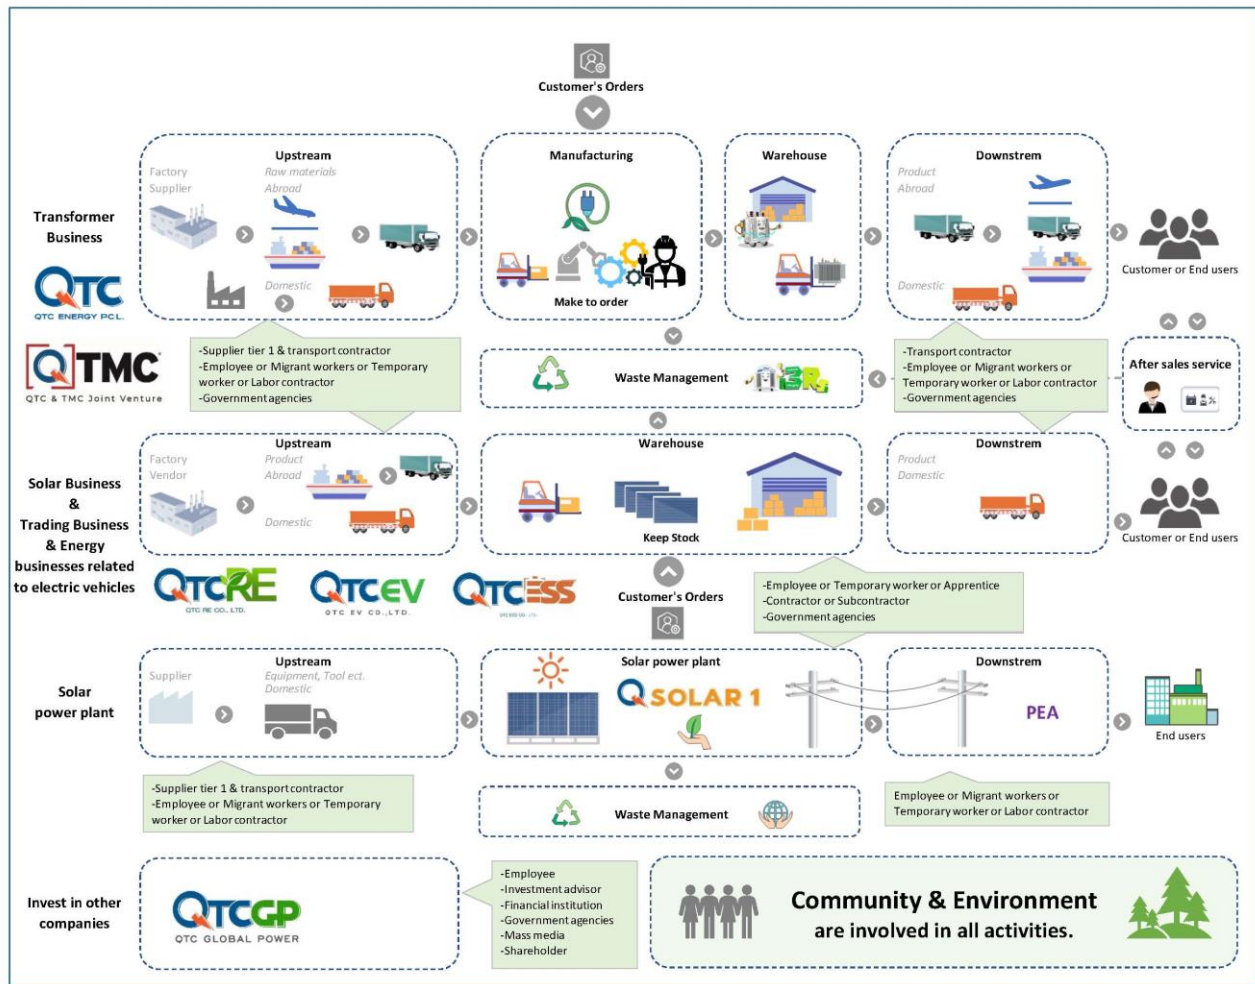 Customer's Orders
Transformer
Business
QTC
QTC ENERGY PCL.
QTMC
QTC & TMC Joint Venture
Upstream
Factory
Supplier
Raw materials
Abroad
Domestic
Manufacturing
Make to order
Warehouse
Downstrem
Product
Abroad
Domestic
Customer or End users
-Supplier tier 1 & transport contractor
-Employee or Migrant workers or Temporary
worker or Labor contractor
-Government agencies
Waste Management
3Rs
-Transport contractor
-Employee or Migrant workers or
Temporary worker or Labor contractor
-Government agencies
After sales service
Solar Business
&
Trading Business
& Energy
businesses related
to electric vehicles
Upstream
Factory
Vendor
Product
Abroad
Domestic
Warehouse
Keep Stock
Downstrem
Product
Domestic
Customer or End users
QTCRE
QTC RE CO., LTD.
QTCEV
QTC EV CO.,LTD.
QTCESS
Customer's Orders
-Employee or Temporary worker or Apprentice
-Contractor or Subcontractor
-Government agencies
Solar
power plant
Upstream
Supplier
Equipment, Tool ect.
Domestic
Solar power plant
Q SOLAR 1
Downstrem
PEA
End users
-Supplier tier 1 & transport contractor
-Employee or Migrant workers or Temporary
worker or Labor contractor
Waste Management
Employee or Migrant workers or
Temporary worker or Labor contractor
Invest in other
companies
QTCGP
QTC GLOBAL POWER
-Employee
-Investment advisor
-Financial institution
-Government agencies
-Mass media
-Shareholder
Community & Environment
are involved in all activities.